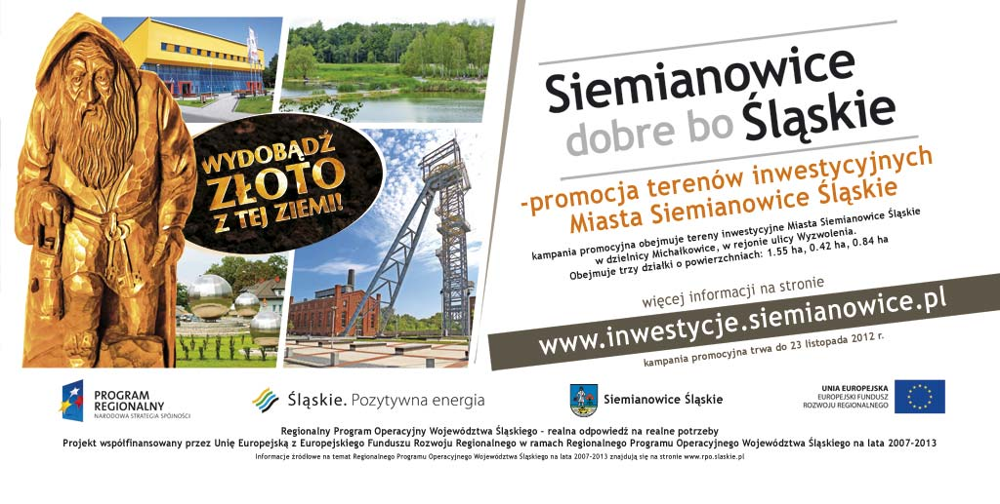 WYDOBĄDŹ
ZŁOTO
Z TEJ ZIEMI!
Siemianowice
dobre bo Śląskie
-promocja terenów inwestycyjnych
Miasta Siemianowice Śląskie
kampania promocyjna obejmuje tereny inwestycyjne Miasta Siemianowice Śląskie
w dzielnicy Michałkowice, w rejonie ulicy Wyzwolenia.
Obejmuje trzy działki o powierzchniach: 1.55 ha, 0.42 ha, 0.84 ha
więcej informacji na stronie
www.inwestycje.siemianowice.pl
kampania promocyjna trwa do 23 listopada 2012 r.
PROGRAM
REGIONALNY
NARODOWA STRATEGIA SPÓJNOŚCI
Śląskie. Pozytywna energia
Siemianowice Śląskie
UNIA EUROPEJSKA
EUROPEJSKI FUNDUSZ
ROZWOJU REGIONALNEGO
Regionalny Program Operacyjny Województwa Śląskiego - realna odpowiedź na realne potrzeby
Projekt współfinansowany przez Unię Europejską z Europejskiego Funduszu Rozwoju Regionalnego w ramach Regionalnego Programu Operacyjnego Województwa Śląskiego na lata 2007-2013
Informacje źródłowe na temat Regionalnego Programu Operacyjnego Województwa Śląskiego na lata 2007-2013 znajdują się na stronie www.rpo.slaskie.pl